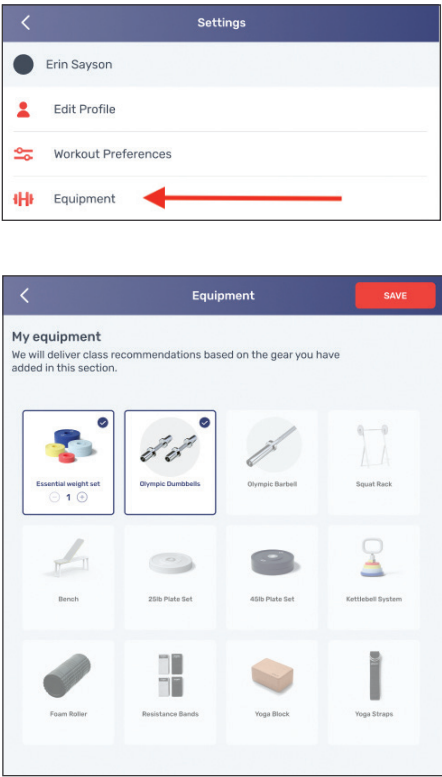 Settings
Erin Sayson
Edit Profile
Workout Preferences
Equipment
Equipment
SAVE
My equipment
We will deliver class recommendations based on the gear you have
added in this section.
Essential weight set
1
Olympic Dumbbells
Olympic Barbell
Squat Rack
Bench
25lb Plate Set
45lb Plate Set
Kettlebell System
Foam Roller
Resistance Bands
Yoga Block
Yoga Straps